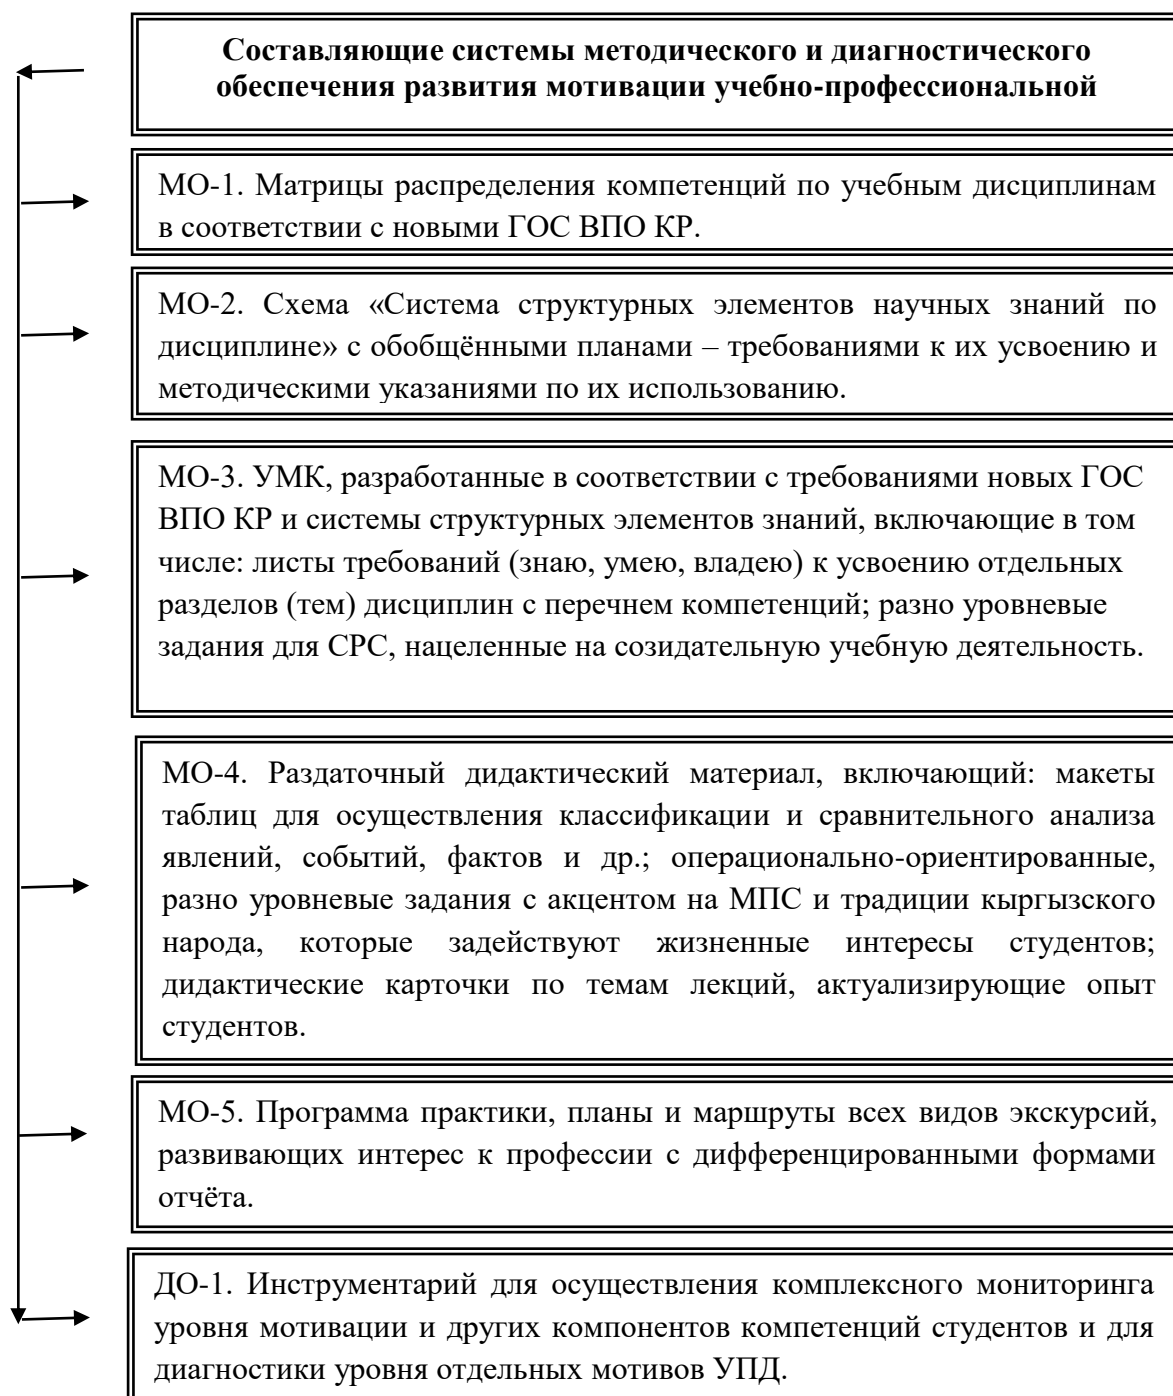 Составляющие системы методического и диагностического
обеспечения развития мотивации учебно-профессиональной
МО-1. Матрицы распределения компетенций по учебным дисциплинам
в соответствии с новыми ГОС ВПО КР.
МО-2. Схема «Система структурных элементов научных знаний по
дисциплине» с обобщёнными планами – требованиями к их усвоению и
методическими указаниями по их использованию.
МО-3. УМК, разработанные в соответствии с требованиями новых ГОС
ВПО КР и системы структурных элементов знаний, включающие в том
числе: листы требований (знаю, умею, владею) к усвоению отдельных
разделов (тем) дисциплин с перечнем компетенций; разно уровневые
задания для СРС, нацеленные на созидательную учебную деятельность.
МО-4. Раздаточный дидактический материал, включающий: макеты
таблиц для осуществления классификации и сравнительного анализа
явлений, событий, фактов и др.; операционально-ориентированные,
разно уровневые задания с акцентом на МПС и традиции кыргызского
народа, которые задействуют жизненные интересы студентов;
дидактические карточки по темам лекций, актуализирующие опыт
студентов.
МО-5. Программа практики, планы и маршруты всех видов экскурсий,
развивающих интерес к профессии с дифференцированными формами
отчёта.
ДО-1. Инструментарий для осуществления комплексного мониторинга
уровня мотивации и других компонентов компетенций студентов и для
диагностики уровня отдельных мотивов УПД.